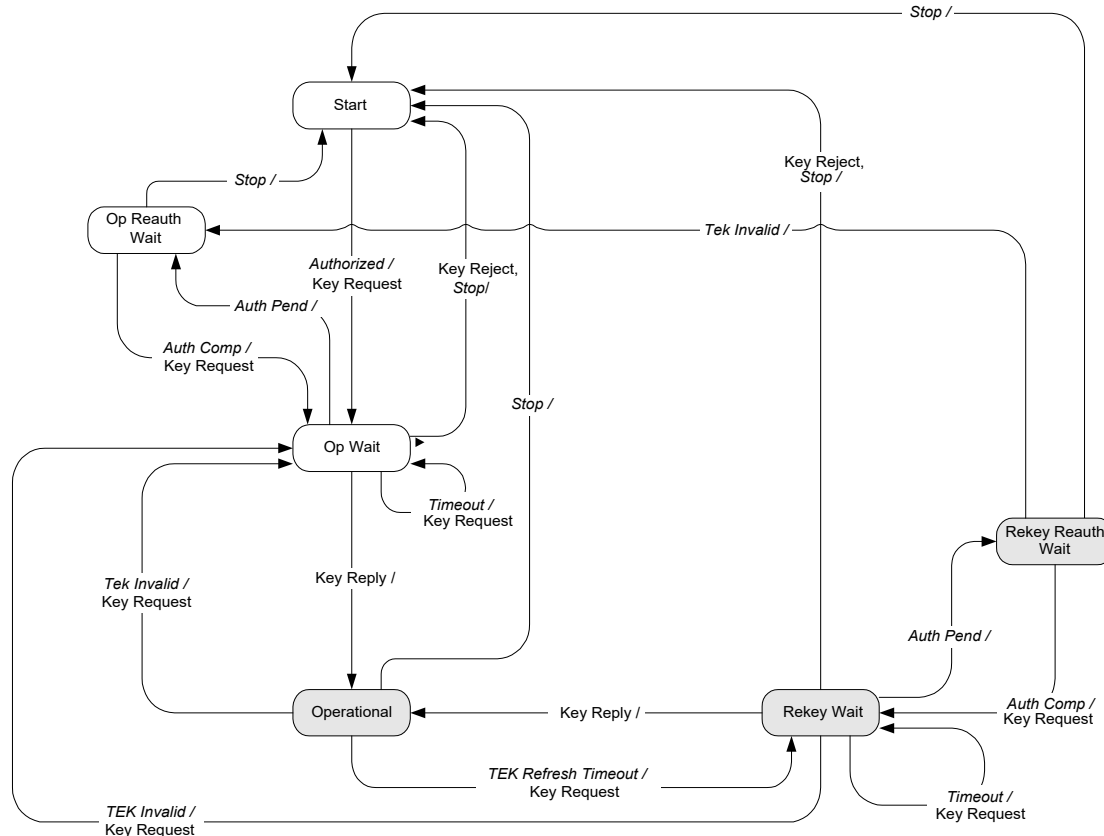 Stop /
Start
Key Reject,
Stop /
Stop /
Op Reauth
Wait
Tek Invalid /
Authorized /
Key Request
Key Reject,
Stop/
Auth Pend /
Auth Comp /
Key Request
Stop /
Op Wait
Timeout /
Key Request
Rekey Reauth
Wait
Tek Invalid /
Key Request
Key Reply /
Auth Pend /
Operational
Key Reply /
Rekey Wait
Auth Comp /
Key Request
TEK Refresh Timeout /
Key Request
Timeout /
Key Request
TEK Invalid /
Key Request